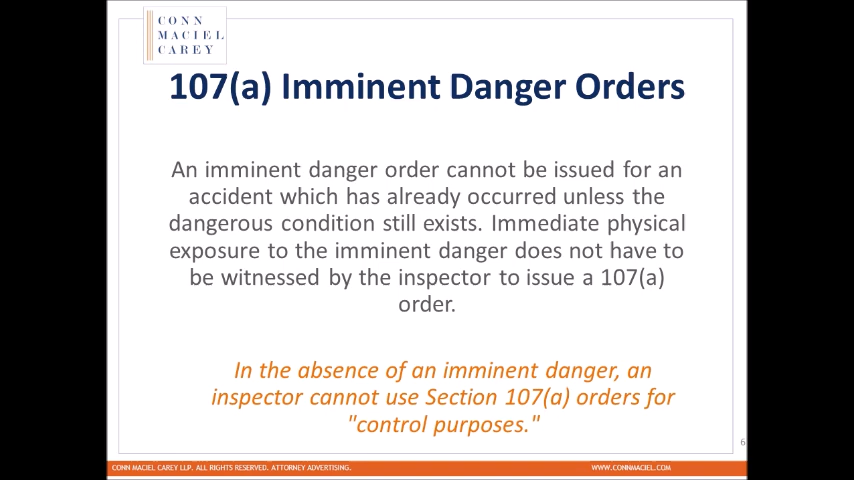 CONN
MACIEL
CAREY
107(a) Imminent Danger Orders
An imminent danger order cannot be issued for an
accident which has already occurred unless the
dangerous condition still exists. Immediate physical
exposure to the imminent danger does not have to
be witnessed by the inspector to issue a 107(a)
order.
In the absence of an imminent danger, an
inspector cannot use Section 107(a) orders for
"control purposes."
6
CONN MACIEL CAREY LLP. ALL RIGHTS RESERVED. ATTORNEY ADVERTISING.
WWW.CONNMACIEL.COM